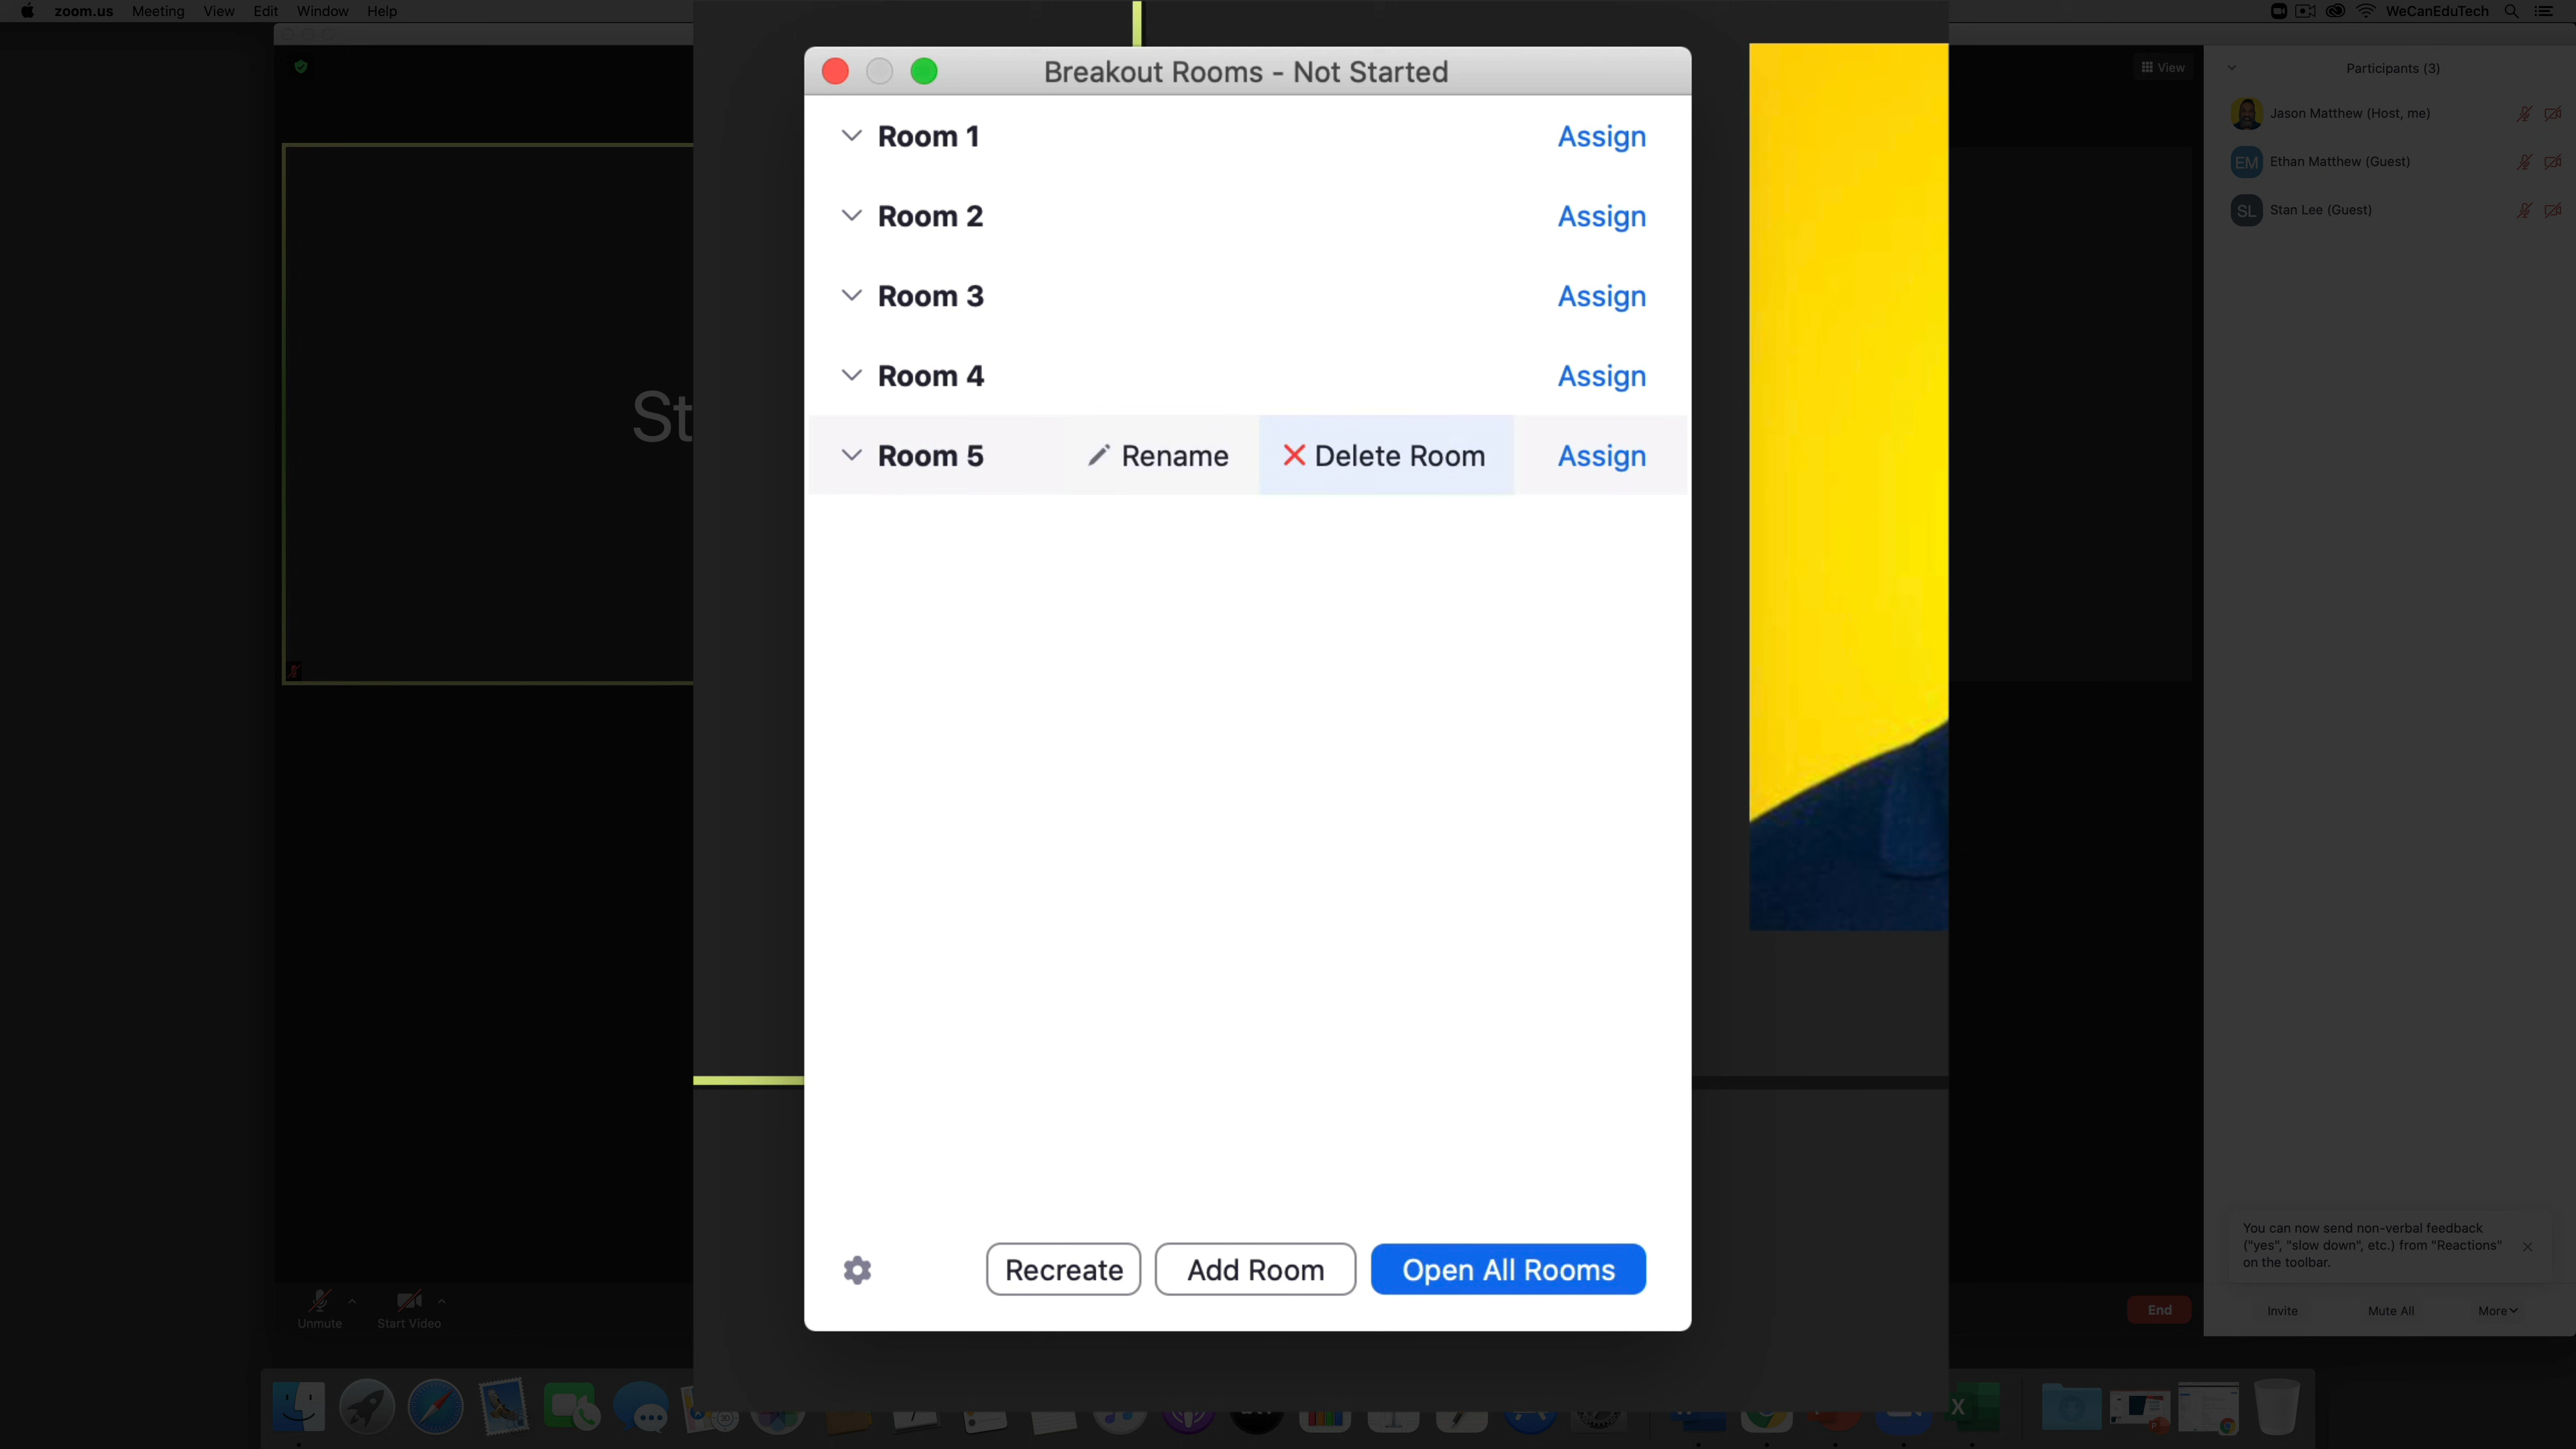 zoom.us Meeting View Edit Window Help
WeCanEduTech
Breakout Rooms - Not Started
Room 1 Assign
Room 2 Assign
Room 3 Assign
Room 4 Assign
Room 5 Rename Delete Room Assign
Recreate Add Room Open All Rooms
St
View
Participants (3)
Jason Matthew (Host, me)
EM Ethan Matthew (Guest)
SL Stan Lee (Guest)
You can now send non-verbal feedback
("yes", "slow down", etc.) from "Reactions"
on the toolbar.
Unmute Start Video
End
Invite Mute All More